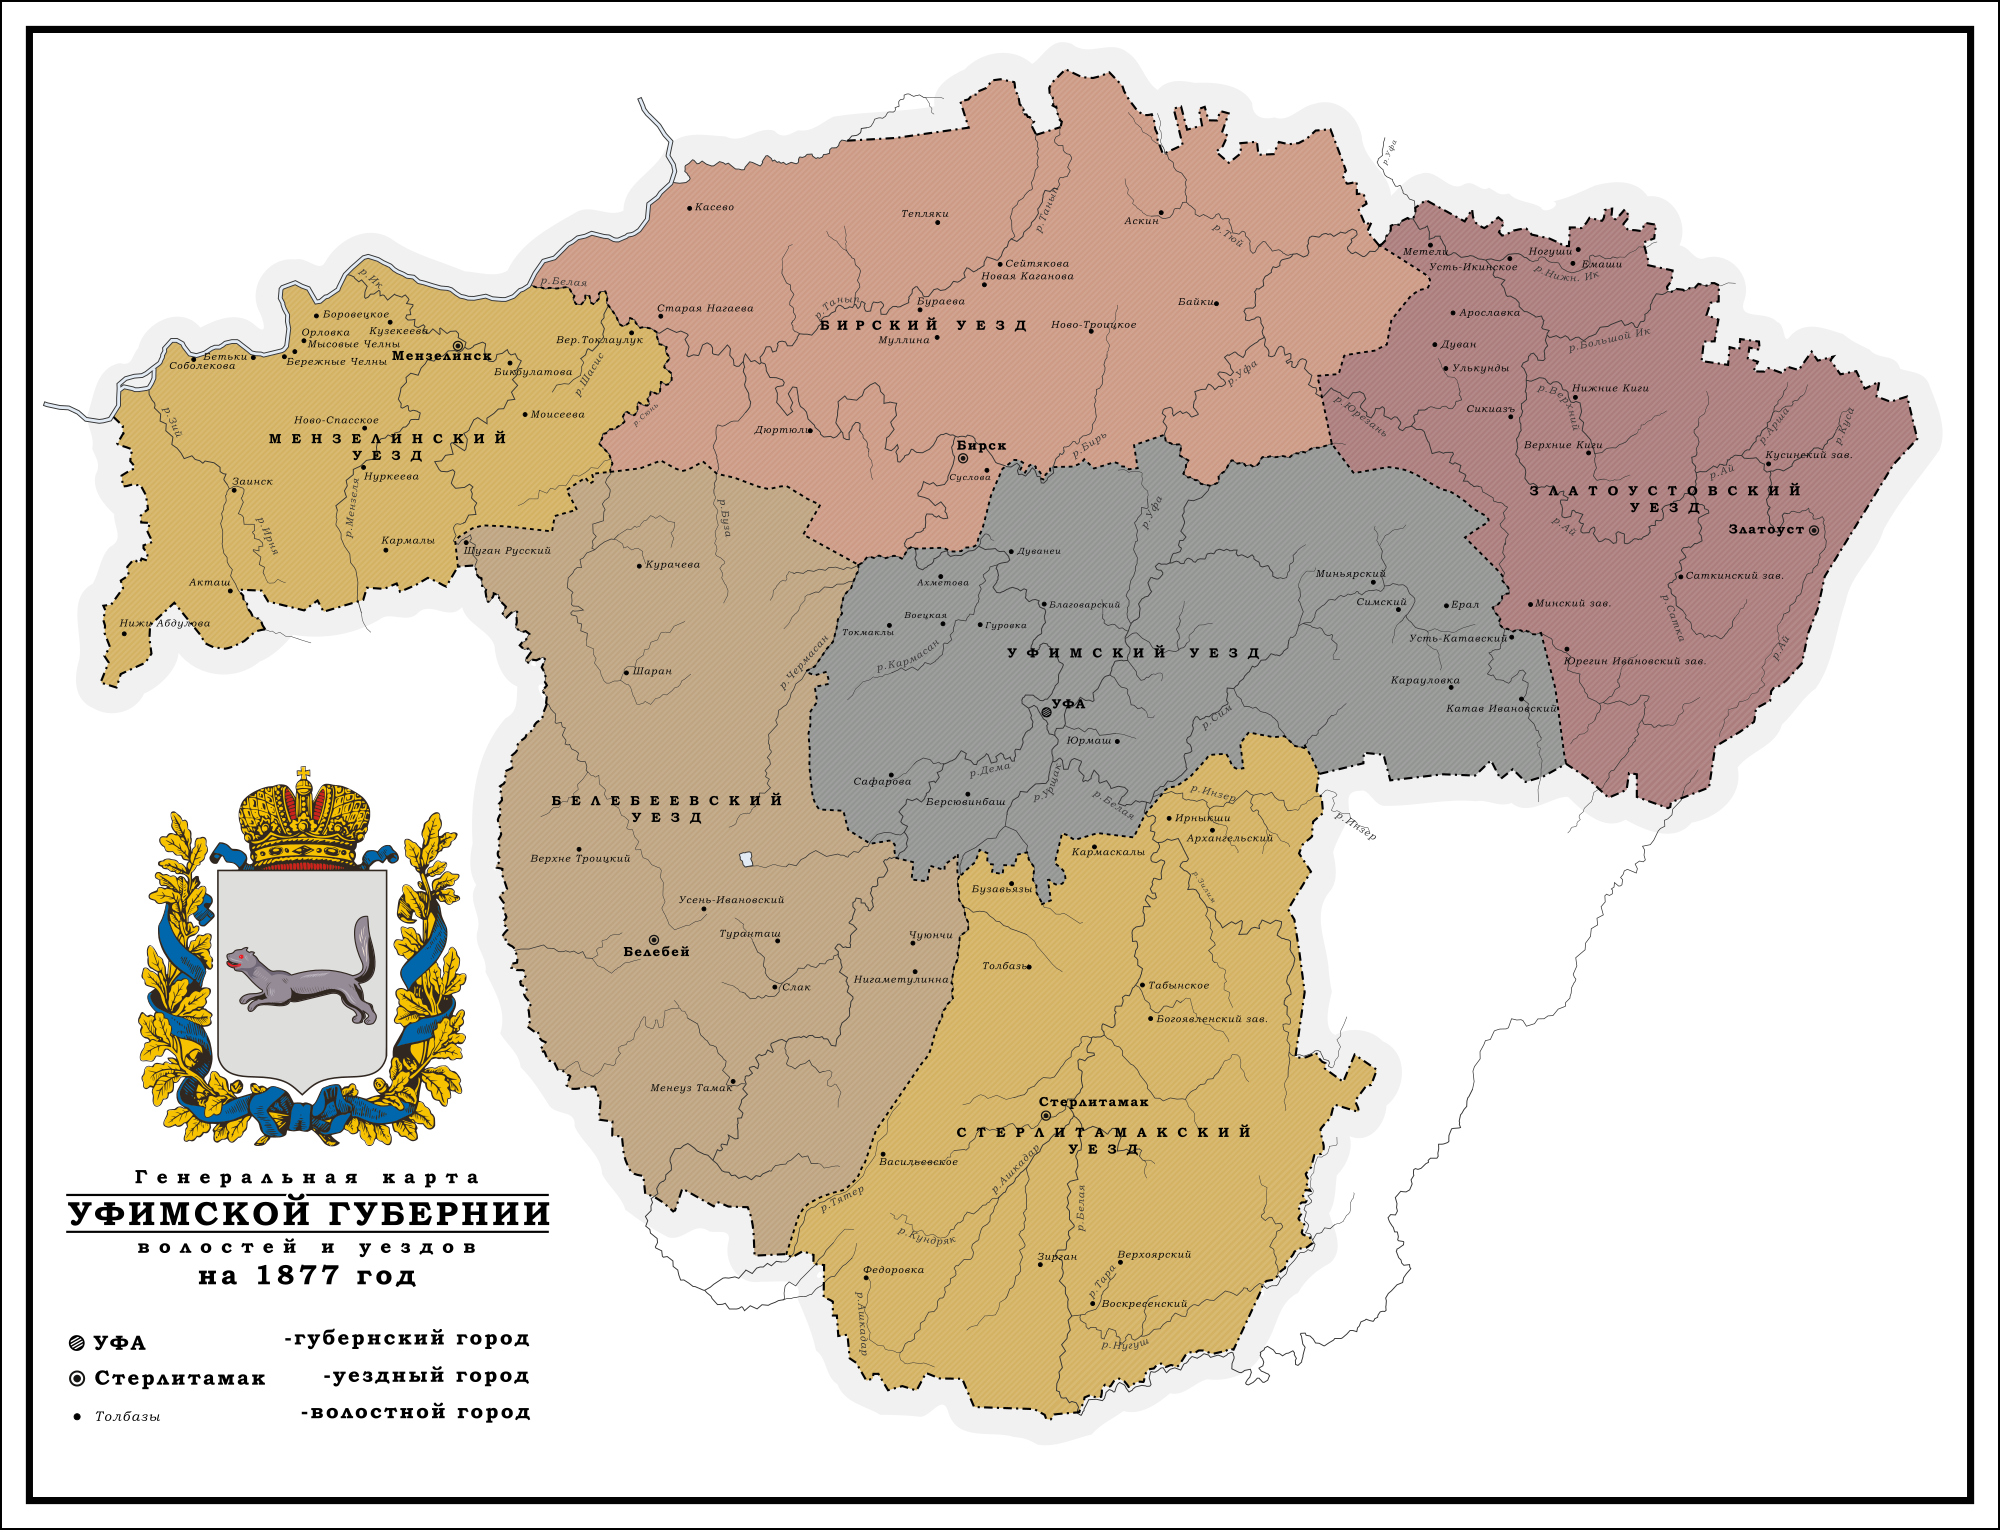 р.Уфа
Касево
Тепляки
Аскин
р.Танып
р.Тюй
Метели
Ногуши
Усть-Икинское
Емаши
р.Нижн. Ик
Сейтякова
Новая Каганова
р.Ик
р.Белая
Старая Нагаева
р.Танып
Бураева
БИРСКИЙ УЕЗД
Муллина
Ново-Троицкое
Байки
Ярославка
Дуван
р.Большой Ик
Улькунды
Боровецкое
Кузекеева
Орловка
Мысовые Челны
Бетьки
Соболекова
Бережные Челны
Мензелинск
Вер.Токлаулук
Бикбулатова
р.Шасис
Моисеева
р.Уфа
р.Юрезань
Сикиазъ
Нижние Киги
р.Верхний
Верхние Киги
р.Арша
р.Куса
Кусинский зав.
р.Ай
р.Зий
Ново-Спасское
МЕНЗЕЛИНСКИЙ
УЕЗД
Нуркеева
Заинск
р.Ирня
р.Мензеля
Кармалы
Акташ
Нижн Абдулова
р.Сюнь
Дюртюли
Бирск
Суслова
р.Бирь
ЗЛАТОУСТОВСКИЙ
УЕЗД
Златоуст
р.Ай
р.Буза
Шуган Русский
Курачева
р.Уфа
Дуванеи
Ахметова
Благоварский
Воецкая
Гуровка
Токмаклы
р.Кармасан
УФИМСКИЙ УЕЗД
Миньярский
Симский
Ерал
Усть-Катавский
Минский зав.
Саткинский зав.
р.Сатка
р.Ай
Юрегин Ивановский зав.
Карауловка
Катав Ивановский
Шаран
р.Чермасан
УФА
Юрмаш
р.Сим
р.Дема
Сафарова
Берсювинбаш
р.Уршак
р.Белая
р.Инзер
р.Инзер
Ирныкши
Архангельский
Кармаскалы
БЕЛЕБЕЕВСКИЙ
УЕЗД
Верхне Троицкий
Усень-Ивановский
Туранташ
Белебей
Слак
Чуюнчи
Нигаметулинна
Бузавьязы
р.Зилим
Толбазы
Табынское
Богоявленский зав.
Менеуз Тамак
Стерлитамак
СТЕРЛИТАМАКСКИЙ
УЕЗД
Васильевское
р.Ашкадар
р.Тятер
р.Белая
р.Кундряк
Зирган
Верхоярский
Федоровка
р.Тара
Воскресенский
р.Ашкадар
р.Нугуш
Генеральная карта
УФИМСКОЙ ГУБЕРНИИ
волостей и уездов
на 1877 год
УФА -губернский город
Стерлитамак -уездный город
Толбазы -волостной город